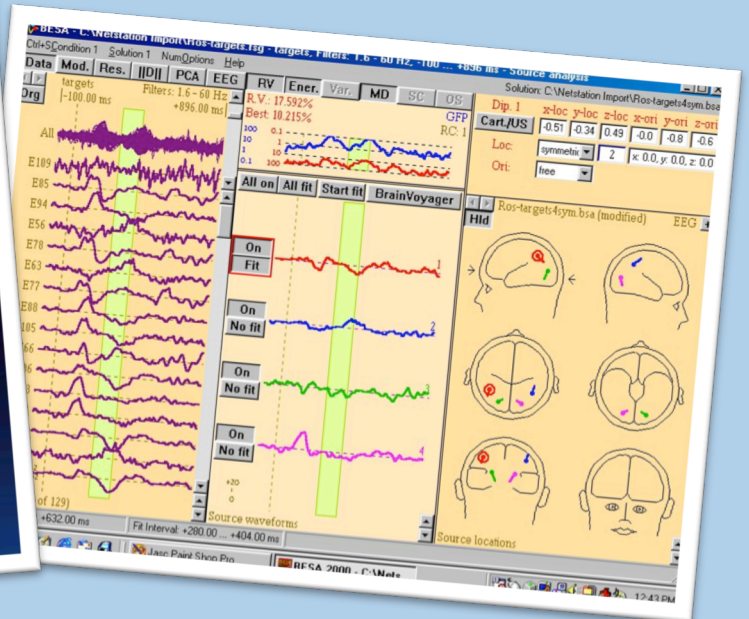 BESA - C:\Netstation Import\Ros-targets.fsg - targets, Filters: 1.6 - 60 Hz, -100 ... +896 ms - Source analysis
Ctrl+S Condition 1 Solution 1 NumOptions Help
Solution: C:\Netstation Import\Ros-targets4sym.bsa
Data Mod. Res. ||D|| PCA EEG RV Ener. Var. MD SC OS
Org
targets Filters: 1.6 - 60 Hz
|-100.00 ms +896.00 ms
All
E109
E85
E94
E56
E78
E63
E77
E88
105
66
of 129)
+632.00 ms
R.V.: 17.592% GFP
Best: 10.215% RC: 1
100 0.1
10 1
1 10
0.1 100
All on All fit Start fit BrainVoyager
On
Fit
1
On
No fit
2
On
No fit
3
On
No fit
4
+20
0
Source waveforms
Fit Interval: +280.00 ... +404.00 ms
Dip. 1 x-loc y-loc z-loc x-ori y-ori z-ori
Cart./US -0.51 -0.34 0.49 -0.0 -0.8 -0.6
Loc: symmetric 2 x: 0.0, y: 0.0, z: 0.0
Ori: free
Hld
Ros-targets4sym.bsa (modified) EEG
Source locations
Jasc Paint Shop Pro
BESA 2000 - C:\Nets...
12:43 PM